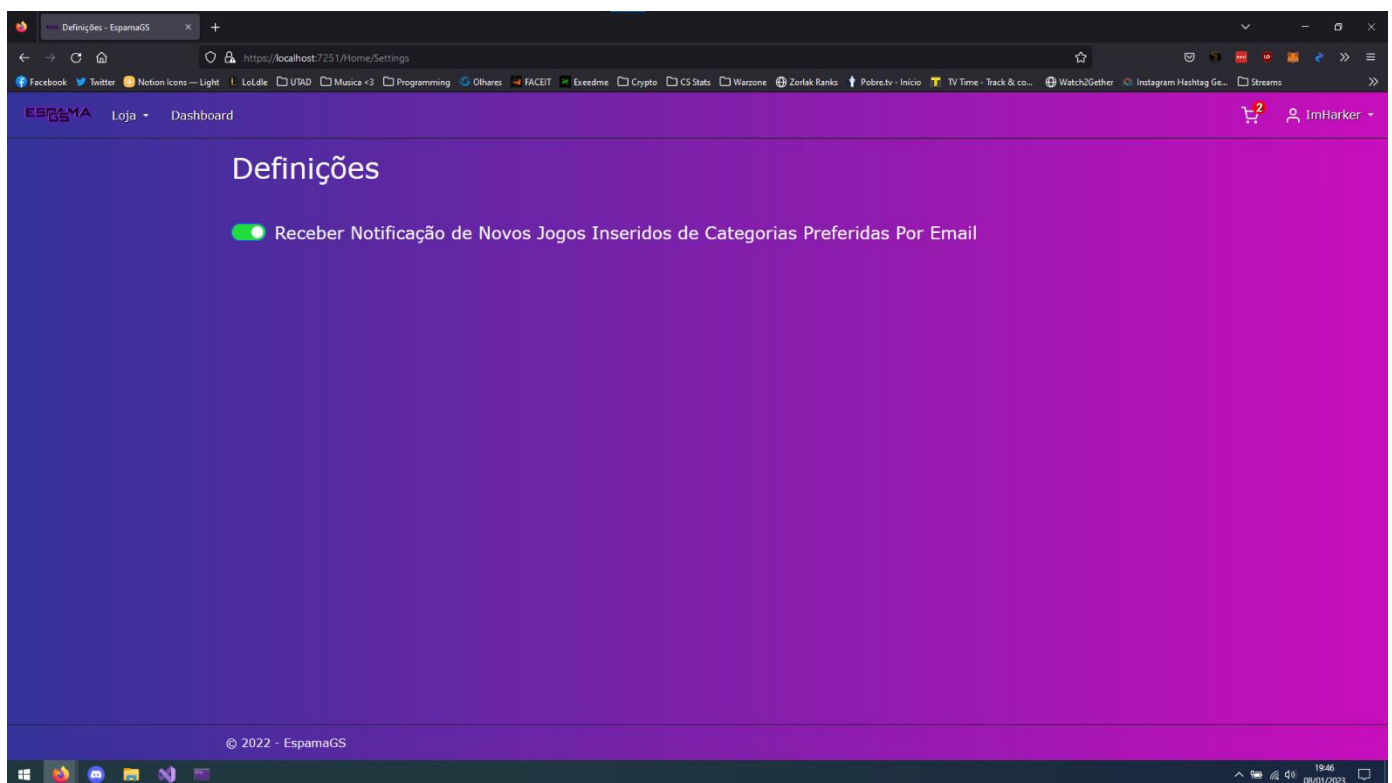 Definições - EspamaGS
https://localhost:7251/Home/Settings
Facebook Twitter Notion Icons — Light LoLdle UTAD Musica <3 Programming Olhares FACEIT Exeedme Crypto CS Stats Warzone Zorlak Ranks Pobre.tv - Início TV Time - Track & co... Watch2Gether Instagram Hashtag Ge... Streams
ESPAMA GS Loja Dashboard 2 ImHarker
Definições
Receber Notificação de Novos Jogos Inseridos de Categorias Preferidas Por Email
© 2022 - EspamaGS
19:46
08/01/2023